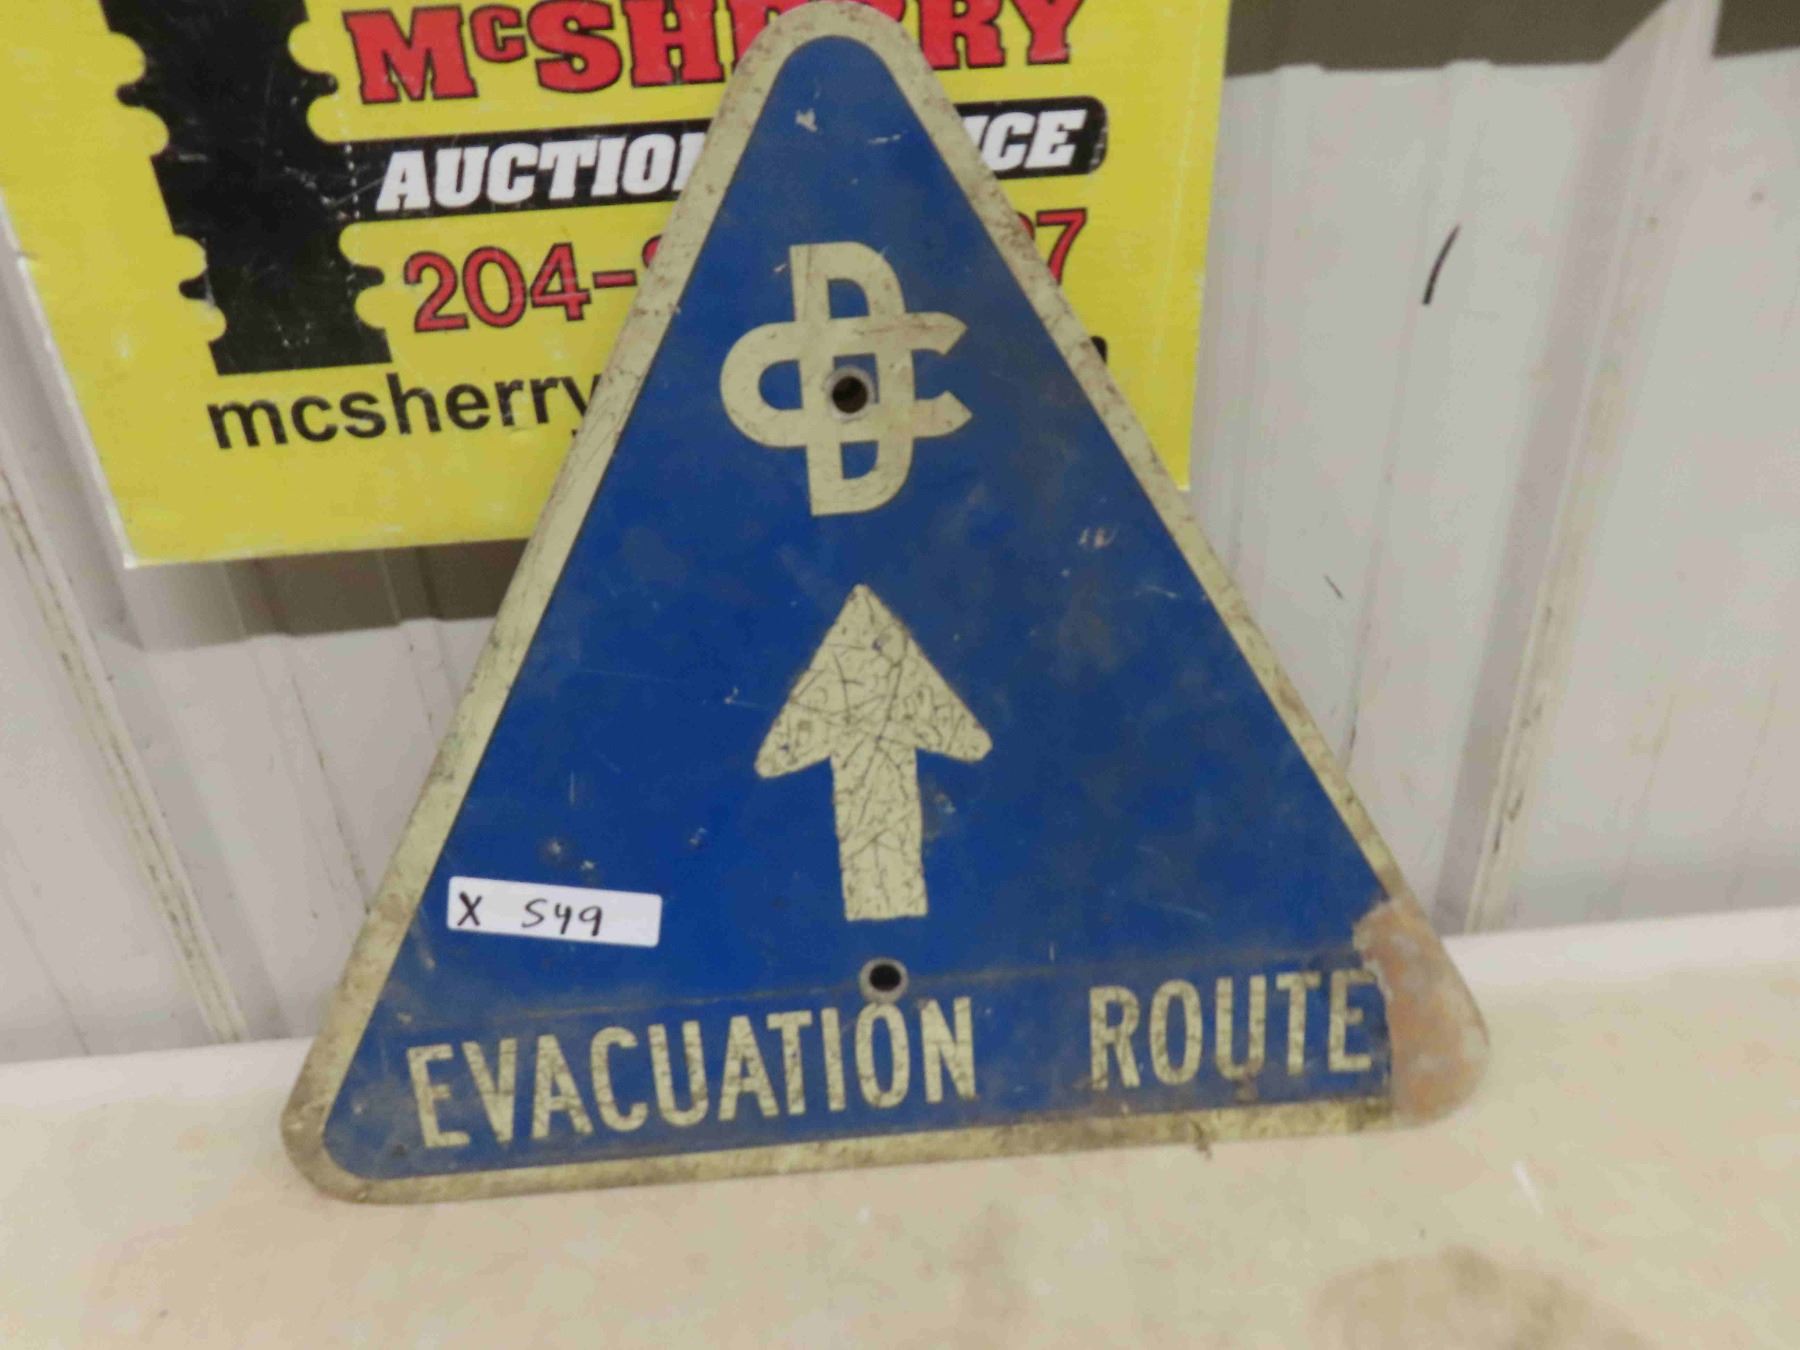 McSHERRY
AUCTION
204-
mcsherry
CD
X 549
EVACUATION ROUTE